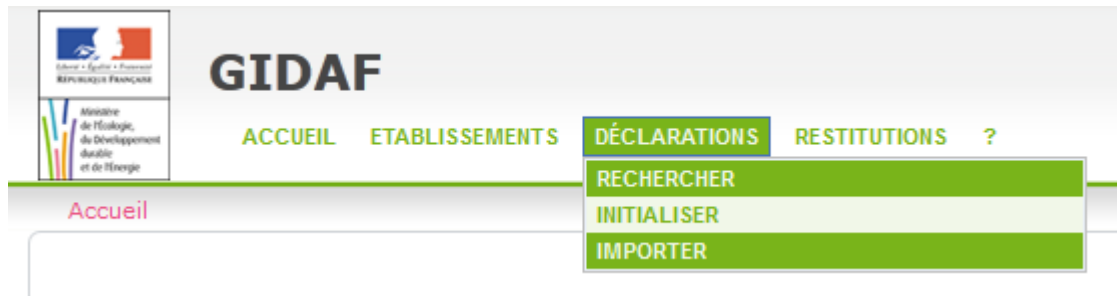 Liberté • Égalité • Fraternité
RÉPUBLIQUE FRANÇAISE
Ministère
de l'Écologie,
du Développement
durable
et de l'Énergie
GIDAF
ACCUEIL ETABLISSEMENTS DÉCLARATIONS RESTITUTIONS ?
RECHERCHER
INITIALISER
IMPORTER
Accueil